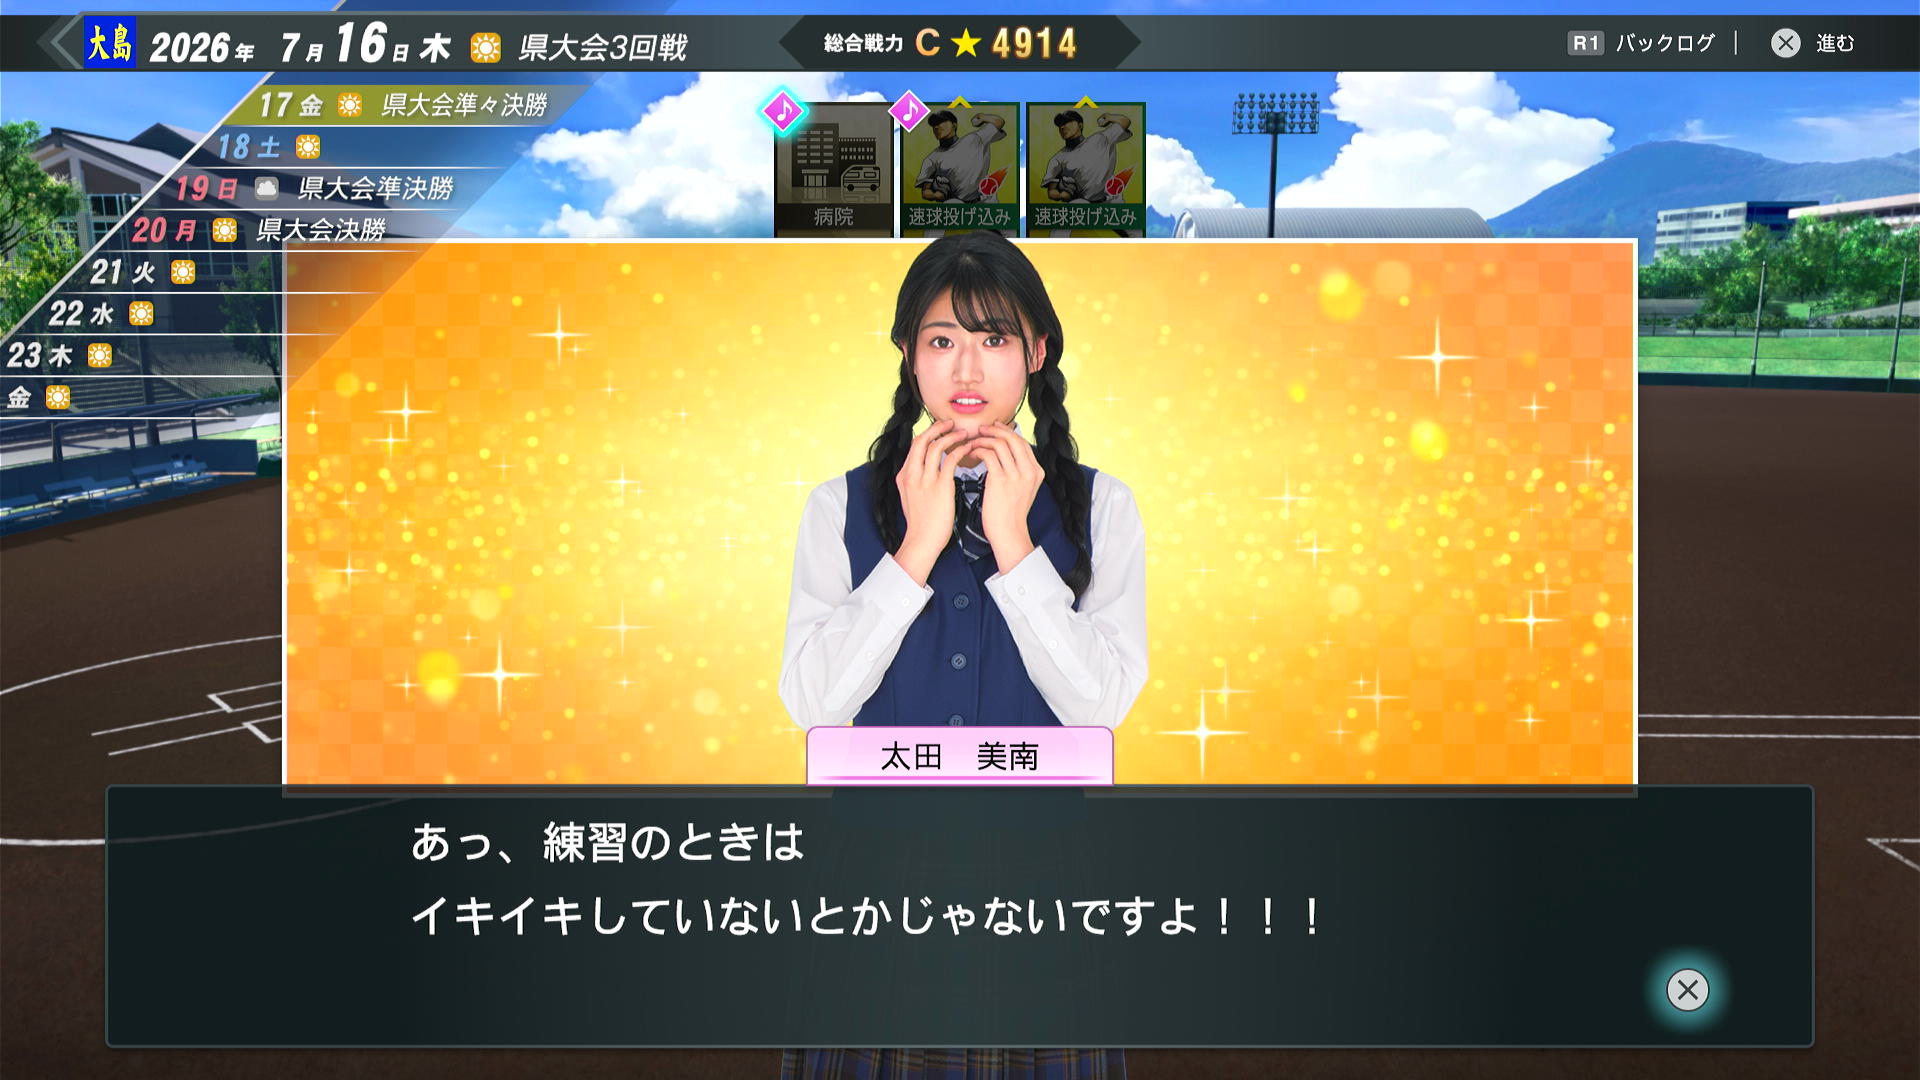 大島 2026年 7月16日 木 県大会3回戦
総合戦力 C ★ 4914
R1 バックログ | 進む
17 金 県大会準々決勝
18 土
19 日 県大会準決勝
20 月 県大会決勝
21 火
22 水
23 木
金
病院
速球投げ込み
速球投げ込み
太田 美南
あっ、練習のときは
イキイキしていないとかじゃないですよ！！！